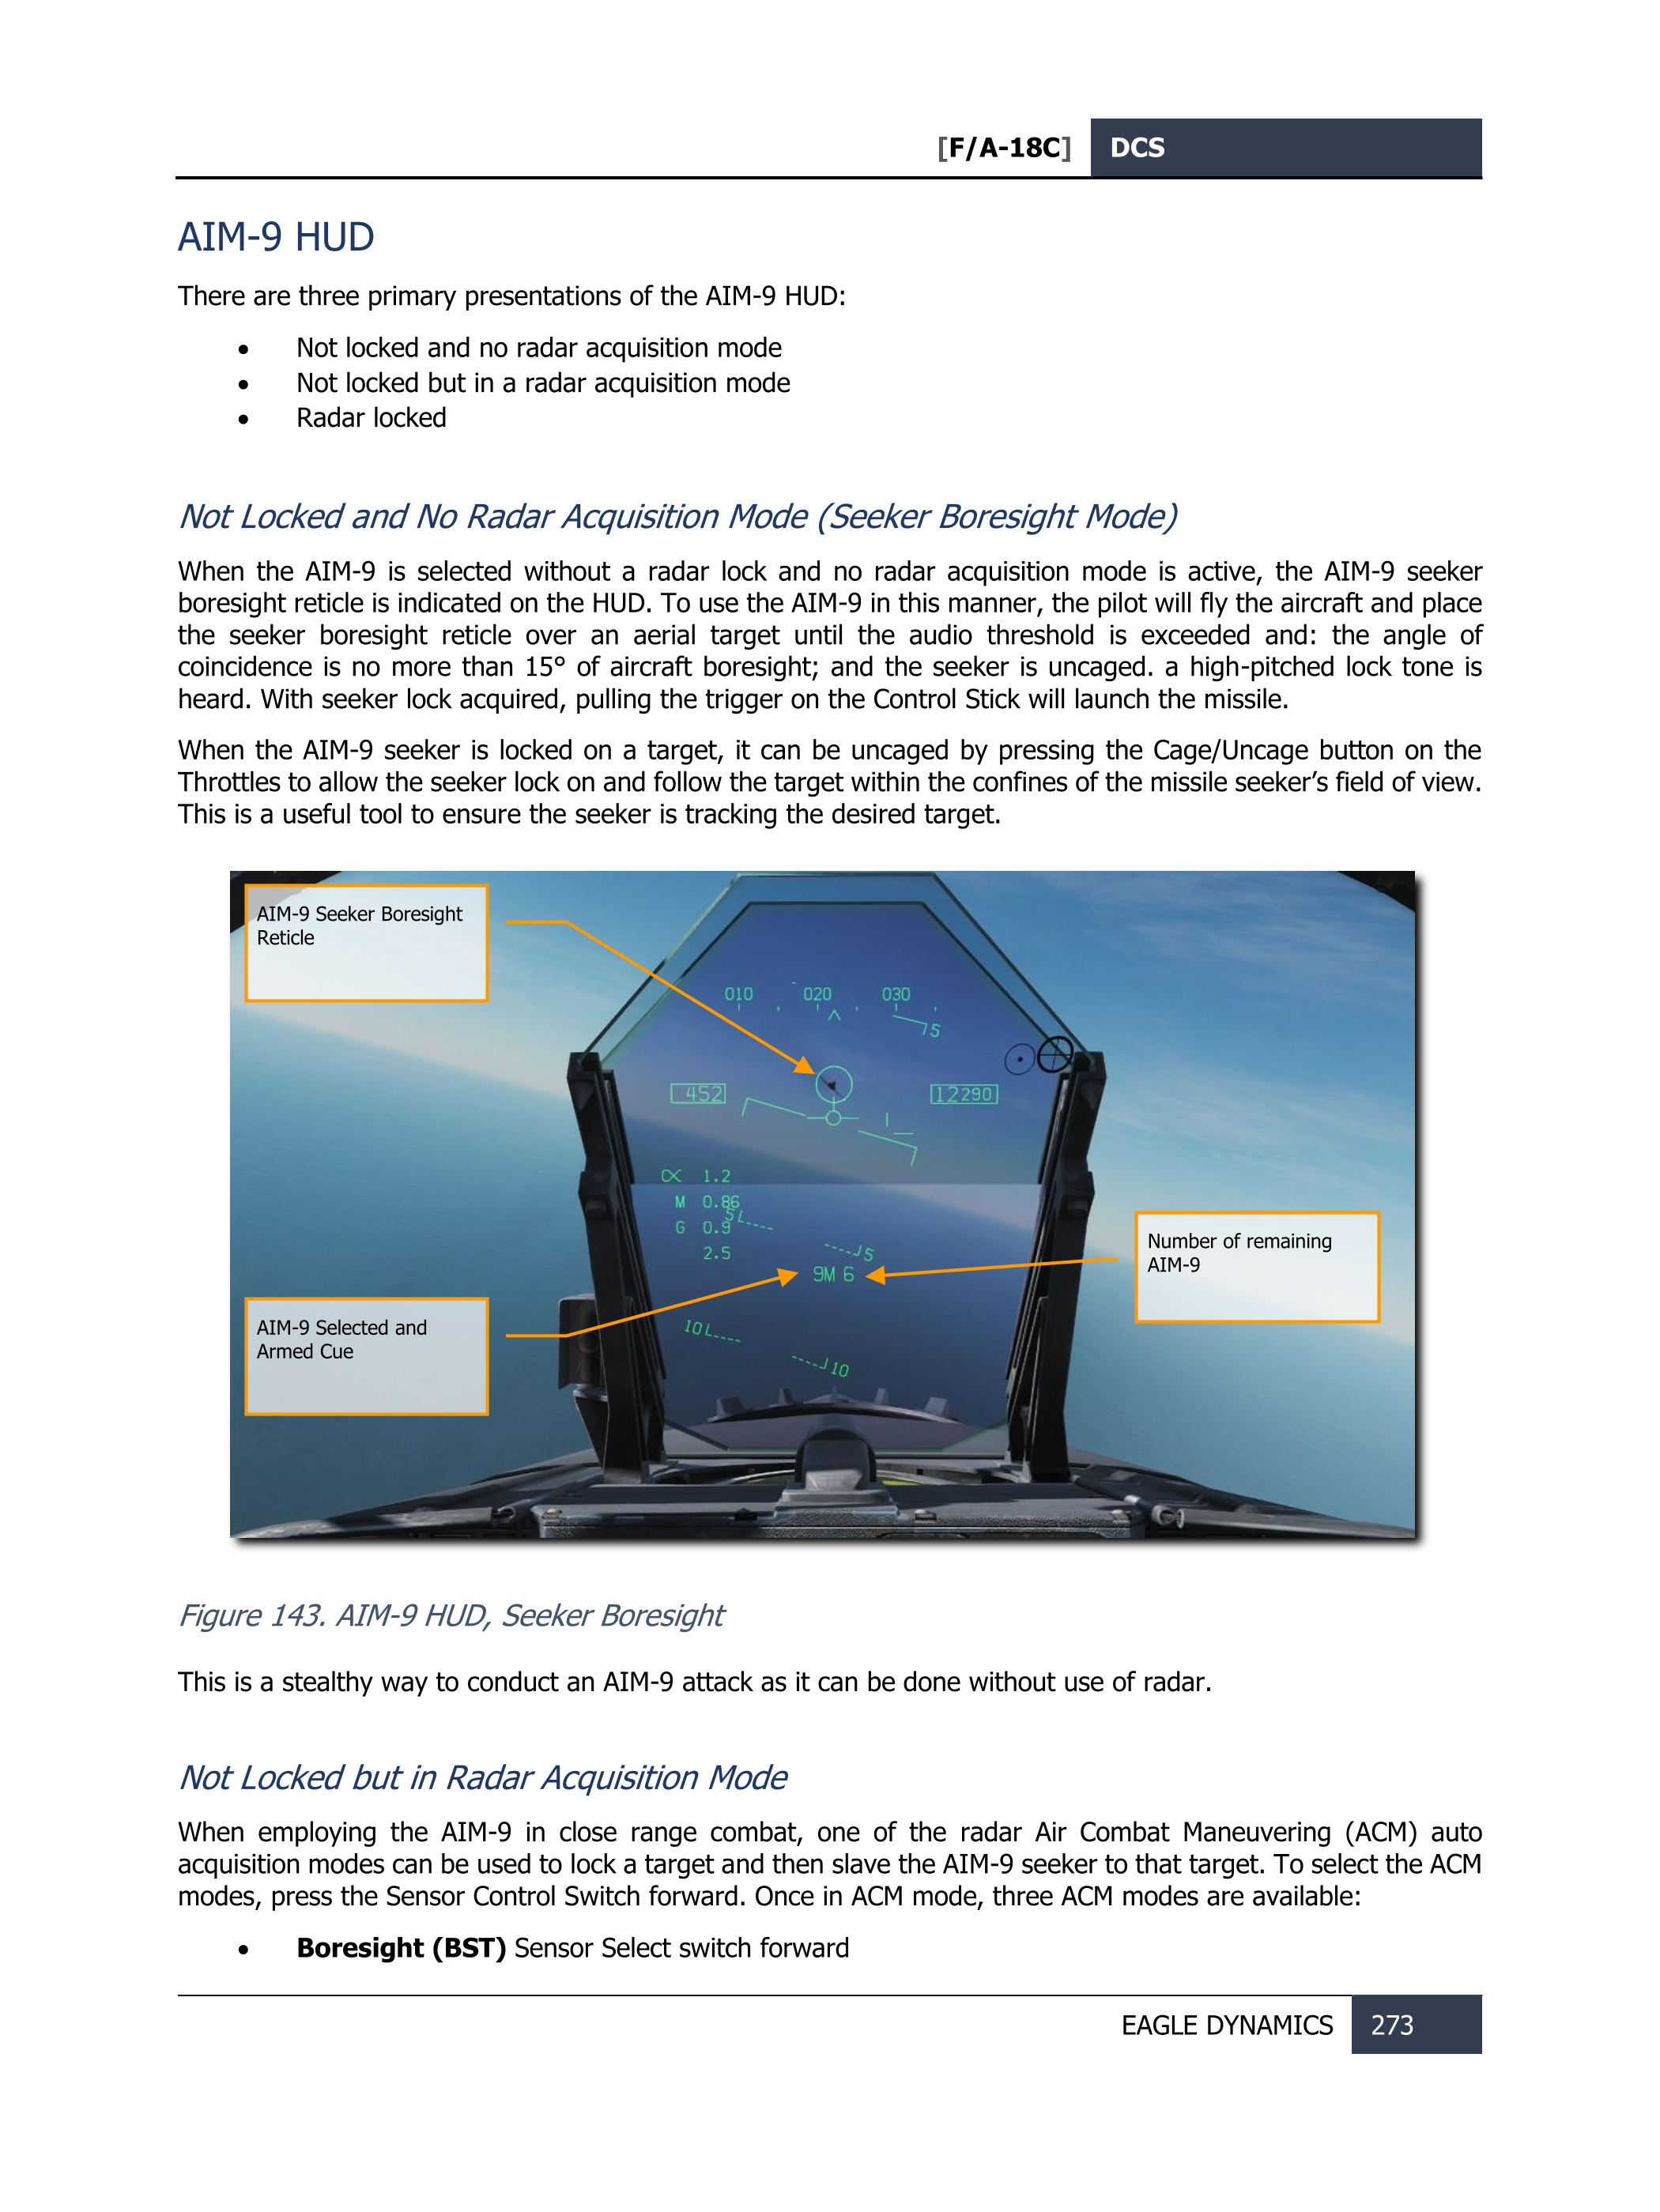 [F/A-18C] DCS
AIM-9 HUD
There are three primary presentations of the AIM-9 HUD:
• Not locked and no radar acquisition mode
• Not locked but in a radar acquisition mode
• Radar locked
Not Locked and No Radar Acquisition Mode (Seeker Boresight Mode)
When the AIM-9 is selected without a radar lock and no radar acquisition mode is active, the AIM-9 seeker
boresight reticle is indicated on the HUD. To use the AIM-9 in this manner, the pilot will fly the aircraft and place
the seeker boresight reticle over an aerial target until the audio threshold is exceeded and: the angle of
coincidence is no more than 15° of aircraft boresight; and the seeker is uncaged. a high-pitched lock tone is
heard. With seeker lock acquired, pulling the trigger on the Control Stick will launch the missile.
When the AIM-9 seeker is locked on a target, it can be uncaged by pressing the Cage/Uncage button on the
Throttles to allow the seeker lock on and follow the target within the confines of the missile seeker’s field of view.
This is a useful tool to ensure the seeker is tracking the desired target.
AIM-9 Seeker Boresight
Reticle
010 020 030
5
452
12290
α 1.2
M 0.86
5
G 0.9
2.5
5
9M 6
Number of remaining
AIM-9
AIM-9 Selected and
Armed Cue
10
10
Figure 143. AIM-9 HUD, Seeker Boresight
This is a stealthy way to conduct an AIM-9 attack as it can be done without use of radar.
Not Locked but in Radar Acquisition Mode
When employing the AIM-9 in close range combat, one of the radar Air Combat Maneuvering (ACM) auto
acquisition modes can be used to lock a target and then slave the AIM-9 seeker to that target. To select the ACM
modes, press the Sensor Control Switch forward. Once in ACM mode, three ACM modes are available:
• Boresight (BST) Sensor Select switch forward
EAGLE DYNAMICS 273